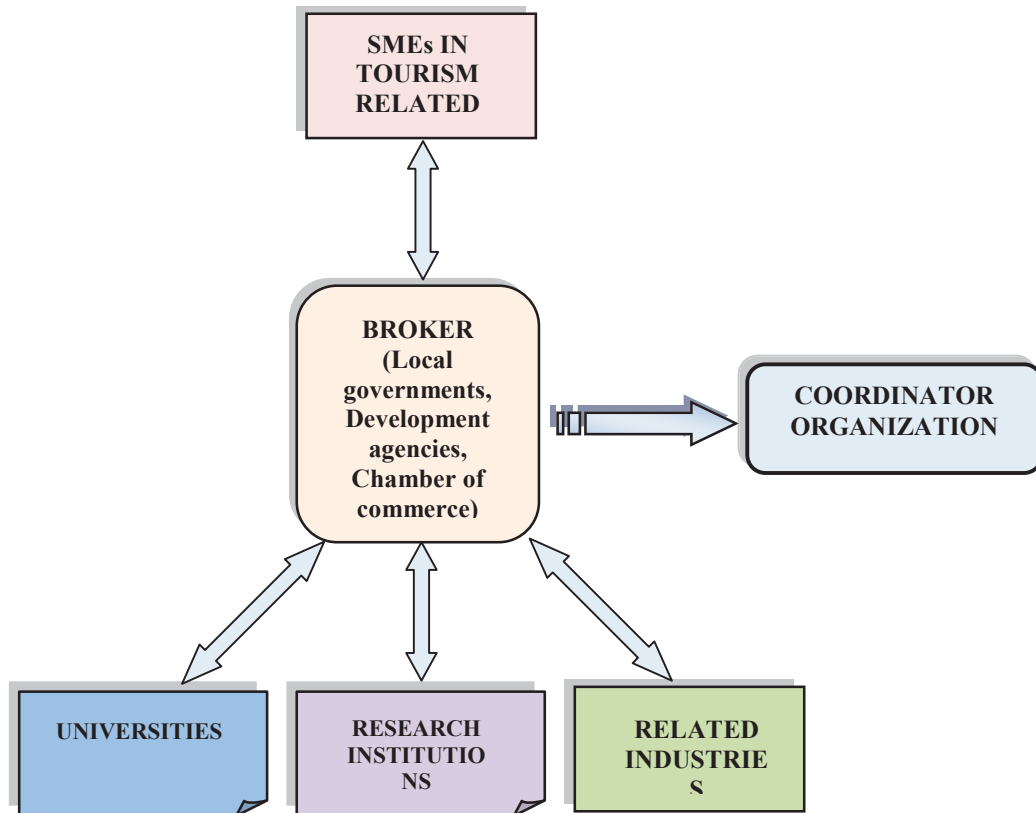 SMEs IN
TOURISM
RELATED
BROKER
(Local
governments,
Development
agencies,
Chamber of
commerce)
COORDINATOR
ORGANIZATION
UNIVERSITIES
RESEARCH
INSTITUTIO
NS
RELATED
INDUSTRIE
S